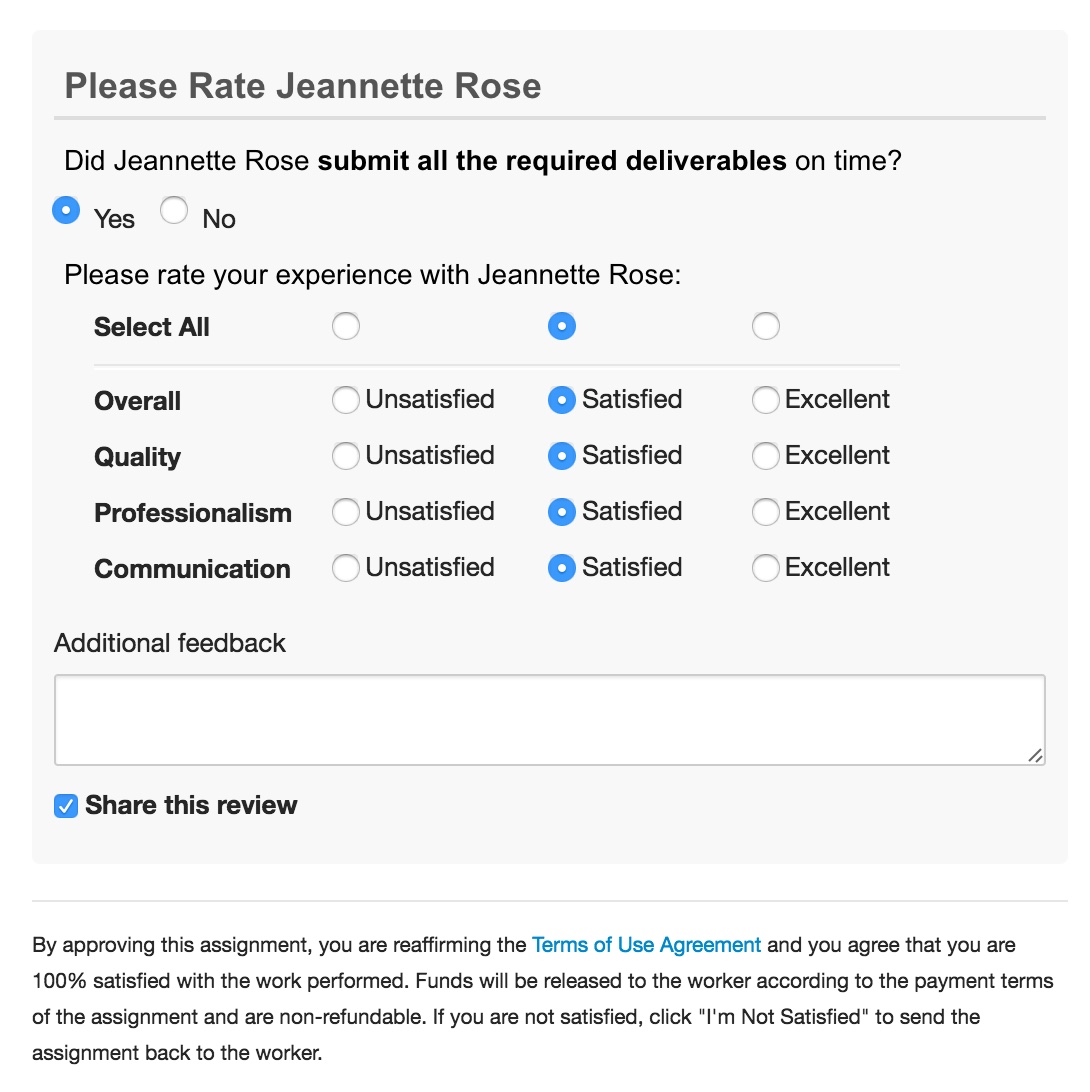 Please Rate Jeannette Rose
Did Jeannette Rose submit all the required deliverables on time?
Yes No
Please rate your experience with Jeannette Rose:
Select All
Overall Unsatisfied Satisfied Excellent
Quality Unsatisfied Satisfied Excellent
Professionalism Unsatisfied Satisfied Excellent
Communication Unsatisfied Satisfied Excellent
Additional feedback
Share this review
By approving this assignment, you are reaffirming the Terms of Use Agreement and you agree that you are
100% satisfied with the work performed. Funds will be released to the worker according to the payment terms
of the assignment and are non-refundable. If you are not satisfied, click "I'm Not Satisfied" to send the
assignment back to the worker.